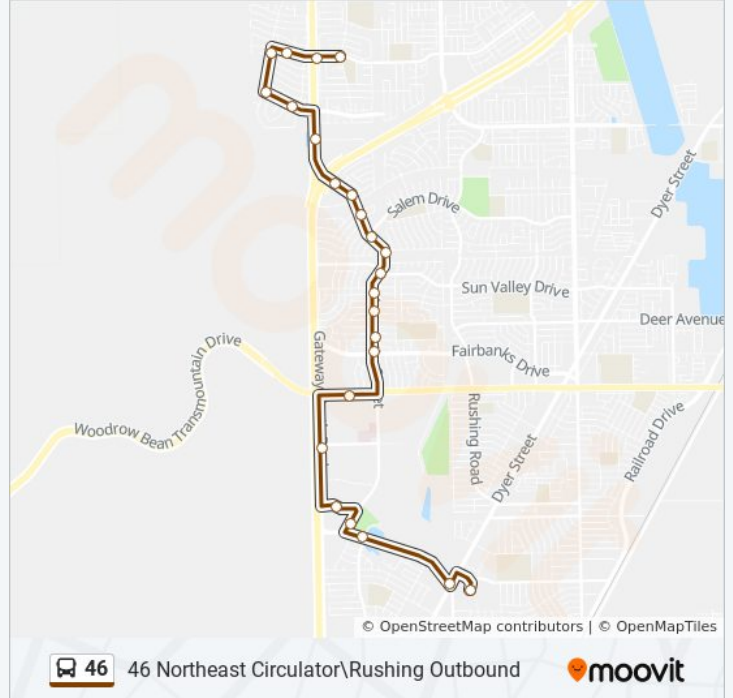 Dyer Street
Salem Drive
Sun Valley Drive
Deer Avenue
Gateway
Fairbanks Drive
Woodrow Bean Transmountain Drive
Rushing Road
Dyer Street
Railroad Drive
© OpenStreetMap contributors | © OpenMapTiles
46 46 Northeast Circulator\Rushing Outbound moovit